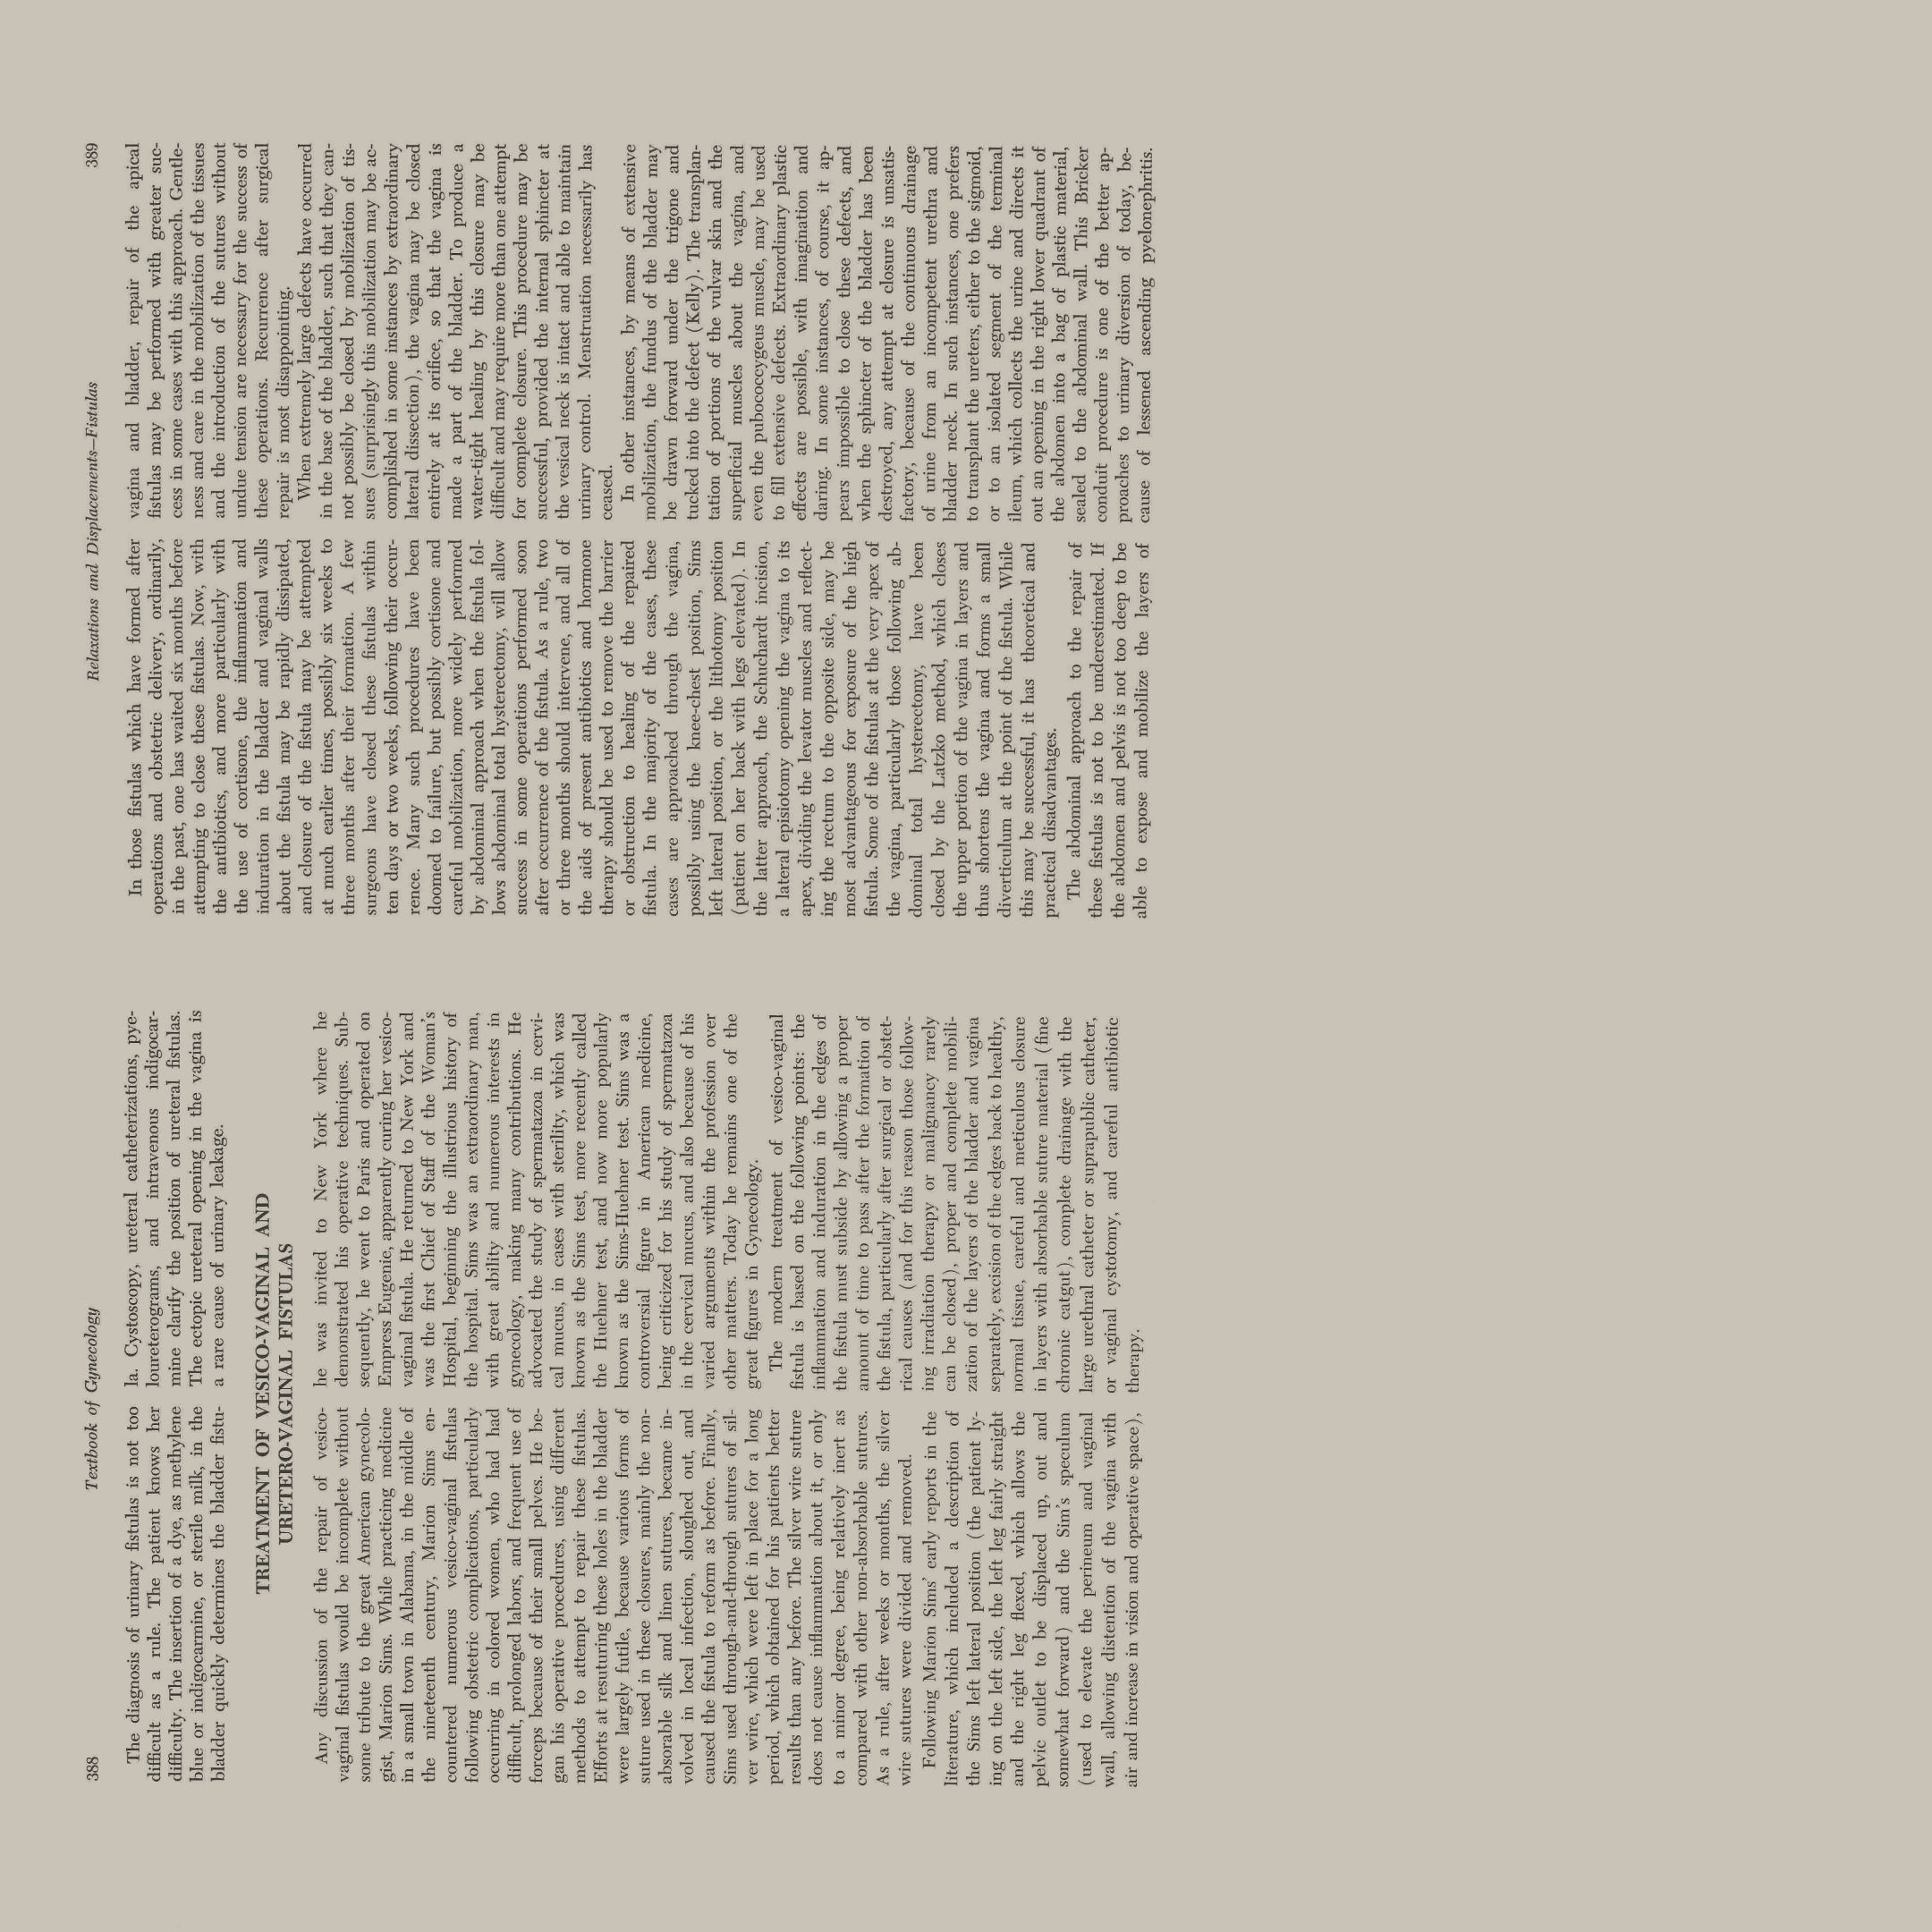 388
Textbook of Gynecology
The diagnosis of urinary fistulas is not too
difficult as a rule. The patient knows her
difficulty. The insertion of a dye, as methylene
blue or indigocarmine, or sterile milk, in the
bladder quickly determines the bladder fistu-
la. Cystoscopy, ureteral catheterizations, pye-
loureterograms, and intravenous indigocar-
mine clarify the position of ureteral fistulas.
The ectopic ureteral opening in the vagina is
a rare cause of urinary leakage.
TREATMENT OF VESICO-VAGINAL AND
URETERO-VAGINAL FISTULAS
Any discussion of the repair of vesico-
vaginal fistulas would be incomplete without
some tribute to the great American gynecolo-
gist, Marion Sims. While practicing medicine
in a small town in Alabama, in the middle of
the nineteenth century, Marion Sims en-
countered numerous vesico-vaginal fistulas
following obstetric complications, particularly
occurring in colored women, who had had
difficult, prolonged labors, and frequent use of
forceps because of their small pelves. He be-
gan his operative procedures, using different
methods to attempt to repair these fistulas.
Efforts at resuturing these holes in the bladder
were largely futile, because various forms of
suture used in these closures, mainly the non-
absorable silk and linen sutures, became in-
volved in local infection, sloughed out, and
caused the fistula to reform as before. Finally,
Sims used through-and-through sutures of sil-
ver wire, which were left in place for a long
period, which obtained for his patients better
results than any before. The silver wire suture
does not cause inflammation about it, or only
to a minor degree, being relatively inert as
compared with other non-absorbable sutures.
As a rule, after weeks or months, the silver
wire sutures were divided and removed.
Following Marion Sims' early reports in the
literature, which included a description of
the Sims left lateral position (the patient ly-
ing on the left side, the left leg fairly straight
and the right leg flexed, which allows the
pelvic outlet to be displaced up, out and
somewhat forward) and the Sim's speculum
(used to elevate the perineum and vaginal
wall, allowing distention of the vagina with
air and increase in vision and operative space),
he was invited to New York where he
demonstrated his operative techniques. Sub-
sequently, he went to Paris and operated on
Empress Eugenie, apparently curing her vesico-
vaginal fistula. He returned to New York and
was the first Chief of Staff of the Woman's
Hospital, beginning the illustrious history of
the hospital. Sims was an extraordinary man,
with great ability and numerous interests in
gynecology, making many contributions. He
advocated the study of spermatazoa in cervi-
cal mucus, in cases with sterility, which was
known as the Sims test, more recently called
the Huehner test, and now more popularly
known as the Sims-Huehner test. Sims was a
controversial figure in American medicine,
being criticized for his study of spermatazoa
in the cervical mucus, and also because of his
varied arguments within the profession over
other matters. Today he remains one of the
great figures in Gynecology.
The modern treatment of vesico-vaginal
fistula is based on the following points: the
inflammation and induration in the edges of
the fistula must subside by allowing a proper
amount of time to pass after the formation of
the fistula, particularly after surgical or obstet-
rical causes (and for this reason those follow-
ing irradiation therapy or malignancy rarely
can be closed), proper and complete mobili-
zation of the layers of the bladder and vagina
separately, excision of the edges back to healthy,
normal tissue, careful and meticulous closure
in layers with absorbable suture material (fine
chromic catgut), complete drainage with the
large urethral catheter or suprapublic catheter,
or vaginal cystotomy, and careful antibiotic
therapy.
Relaxations and Displacements—Fistulas
389
In those fistulas which have formed after
operations and obstetric delivery, ordinarily,
in the past, one has waited six months before
attempting to close these fistulas. Now, with
the antibiotics, and more particularly with
the use of cortisone, the inflammation and
induration in the bladder and vaginal walls
about the fistula may be rapidly dissipated,
and closure of the fistula may be attempted
at much earlier times, possibly six weeks to
three months after their formation. A few
surgeons have closed these fistulas within
ten days or two weeks, following their occur-
rence. Many such procedures have been
doomed to failure, but possibly cortisone and
careful mobilization, more widely performed
by abdominal approach when the fistula fol-
lows abdominal total hysterectomy, will allow
success in some operations performed soon
after occurrence of the fistula. As a rule, two
or three months should intervene, and all of
the aids of present antibiotics and hormone
therapy should be used to remove the barrier
or obstruction to healing of the repaired
fistula. In the majority of the cases, these
cases are approached through the vagina,
possibly using the knee-chest position, Sims
left lateral position, or the lithotomy position
(patient on her back with legs elevated). In
the latter approach, the Schuchardt incision,
a lateral episiotomy opening the vagina to its
apex, dividing the levator muscles and reflect-
ing the rectum to the opposite side, may be
most advantageous for exposure of the high
fistula. Some of the fistulas at the very apex of
the vagina, particularly those following ab-
dominal total hysterectomy, have been
closed by the Latzko method, which closes
the upper portion of the vagina in layers and
thus shortens the vagina and forms a small
diverticulum at the point of the fistula. While
this may be successful, it has theoretical and
practical disadvantages.
The abdominal approach to the repair of
these fistulas is not to be underestimated. If
the abdomen and pelvis is not too deep to be
able to expose and mobilize the layers of
vagina and bladder, repair of the apical
fistulas may be performed with greater suc-
cess in some cases with this approach. Gentle-
ness and care in the mobilization of the tissues
and the introduction of the sutures without
undue tension are necessary for the success of
these operations. Recurrence after surgical
repair is most disappointing.
When extremely large defects have occurred
in the base of the bladder, such that they can-
not possibly be closed by mobilization of tis-
sues (surprisingly this mobilization may be ac-
complished in some instances by extraordinary
lateral dissection), the vagina may be closed
entirely at its orifice, so that the vagina is
made a part of the bladder. To produce a
water-tight healing by this closure may be
difficult and may require more than one attempt
for complete closure. This procedure may be
successful, provided the internal sphincter at
the vesical neck is intact and able to maintain
urinary control. Menstruation necessarily has
ceased.
In other instances, by means of extensive
mobilization, the fundus of the bladder may
be drawn forward under the trigone and
tucked into the defect (Kelly). The transplan-
tation of portions of the vulvar skin and the
superficial muscles about the vagina, and
even the pubococcygeus muscle, may be used
to fill extensive defects. Extraordinary plastic
effects are possible, with imagination and
daring. In some instances, of course, it ap-
pears impossible to close these defects, and
when the sphincter of the bladder has been
destroyed, any attempt at closure is unsatis-
factory, because of the continuous drainage
of urine from an incompetent urethra and
bladder neck. In such instances, one prefers
to transplant the ureters, either to the sigmoid,
or to an isolated segment of the terminal
ileum, which collects the urine and directs it
out an opening in the right lower quadrant of
the abdomen into a bag of plastic material,
sealed to the abdominal wall. This Bricker
conduit procedure is one of the better ap-
proaches to urinary diversion of today, be-
cause of lessened ascending pyelonephritis.